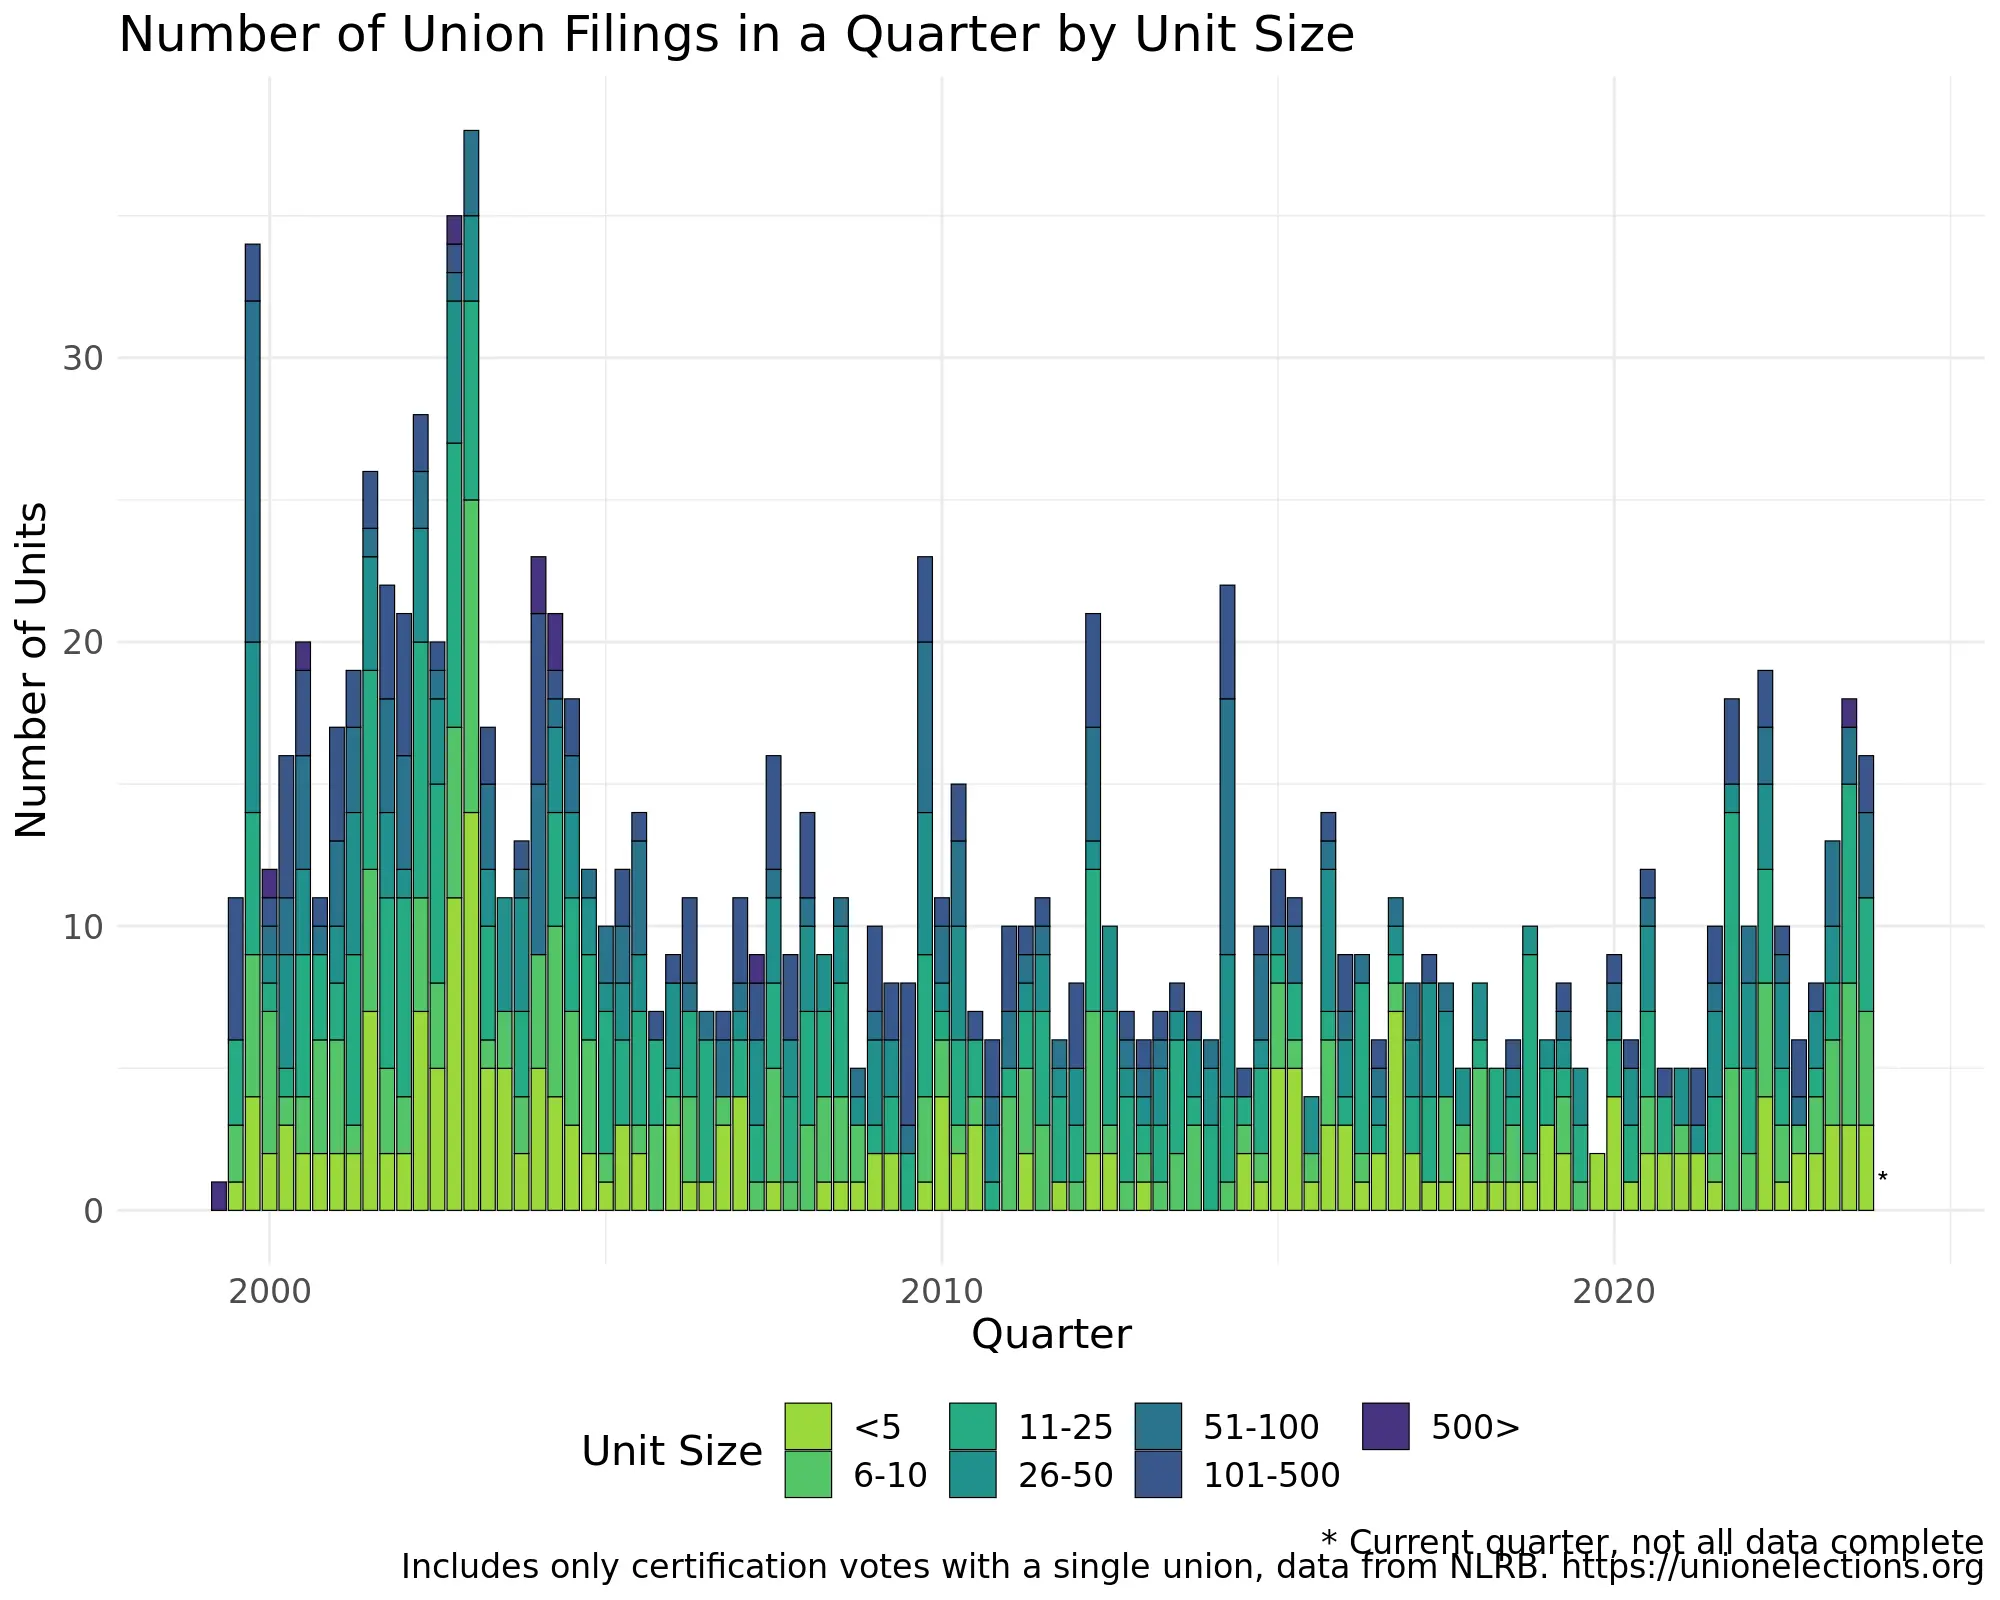 Number of Union Filings in a Quarter by Unit Size
Number of Units
30
20
10
0
*
2000 2010 2020
Quarter
Unit Size
<5 11-25 51-100 500>
6-10 26-50 101-500
* Current quarter, not all data complete
Includes only certification votes with a single union, data from NLRB. https://unionelections.org